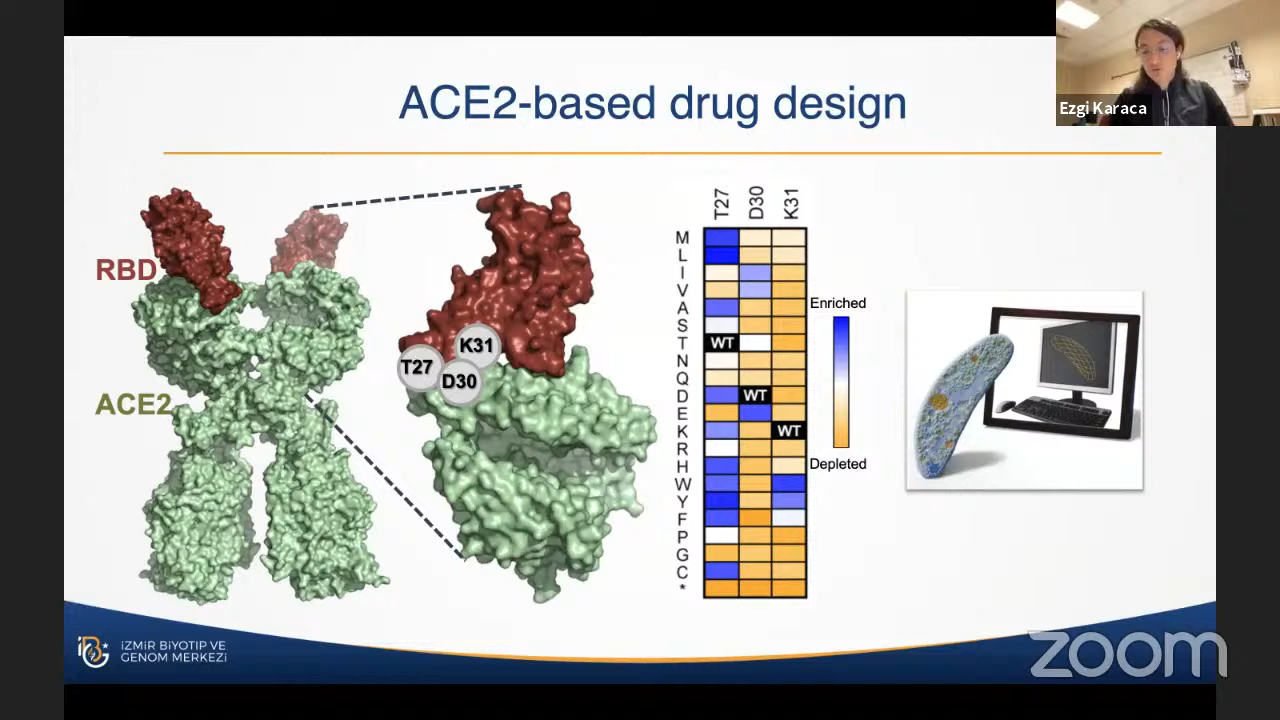 Ezgi Karaca
ACE2-based drug design
RBD
ACE2
T27
K31
D30
T27 D30 K31
M
L
I
V
A
S
T WT
N
Q
D WT
E
K WT
R
H
W
Y
F
P
G
C
*
Enriched
Depleted
İZMİR BİYOTIP VE
GENOM MERKEZİ
zoom